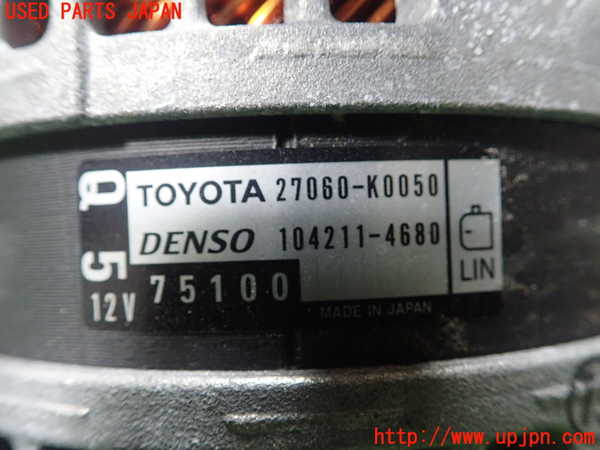 USED PARTS JAPAN
Q 5
TOYOTA 27060-K0050
DENSO 104211-4680
LIN
12V 75100
MADE IN JAPAN
http://www.upjpn.com/